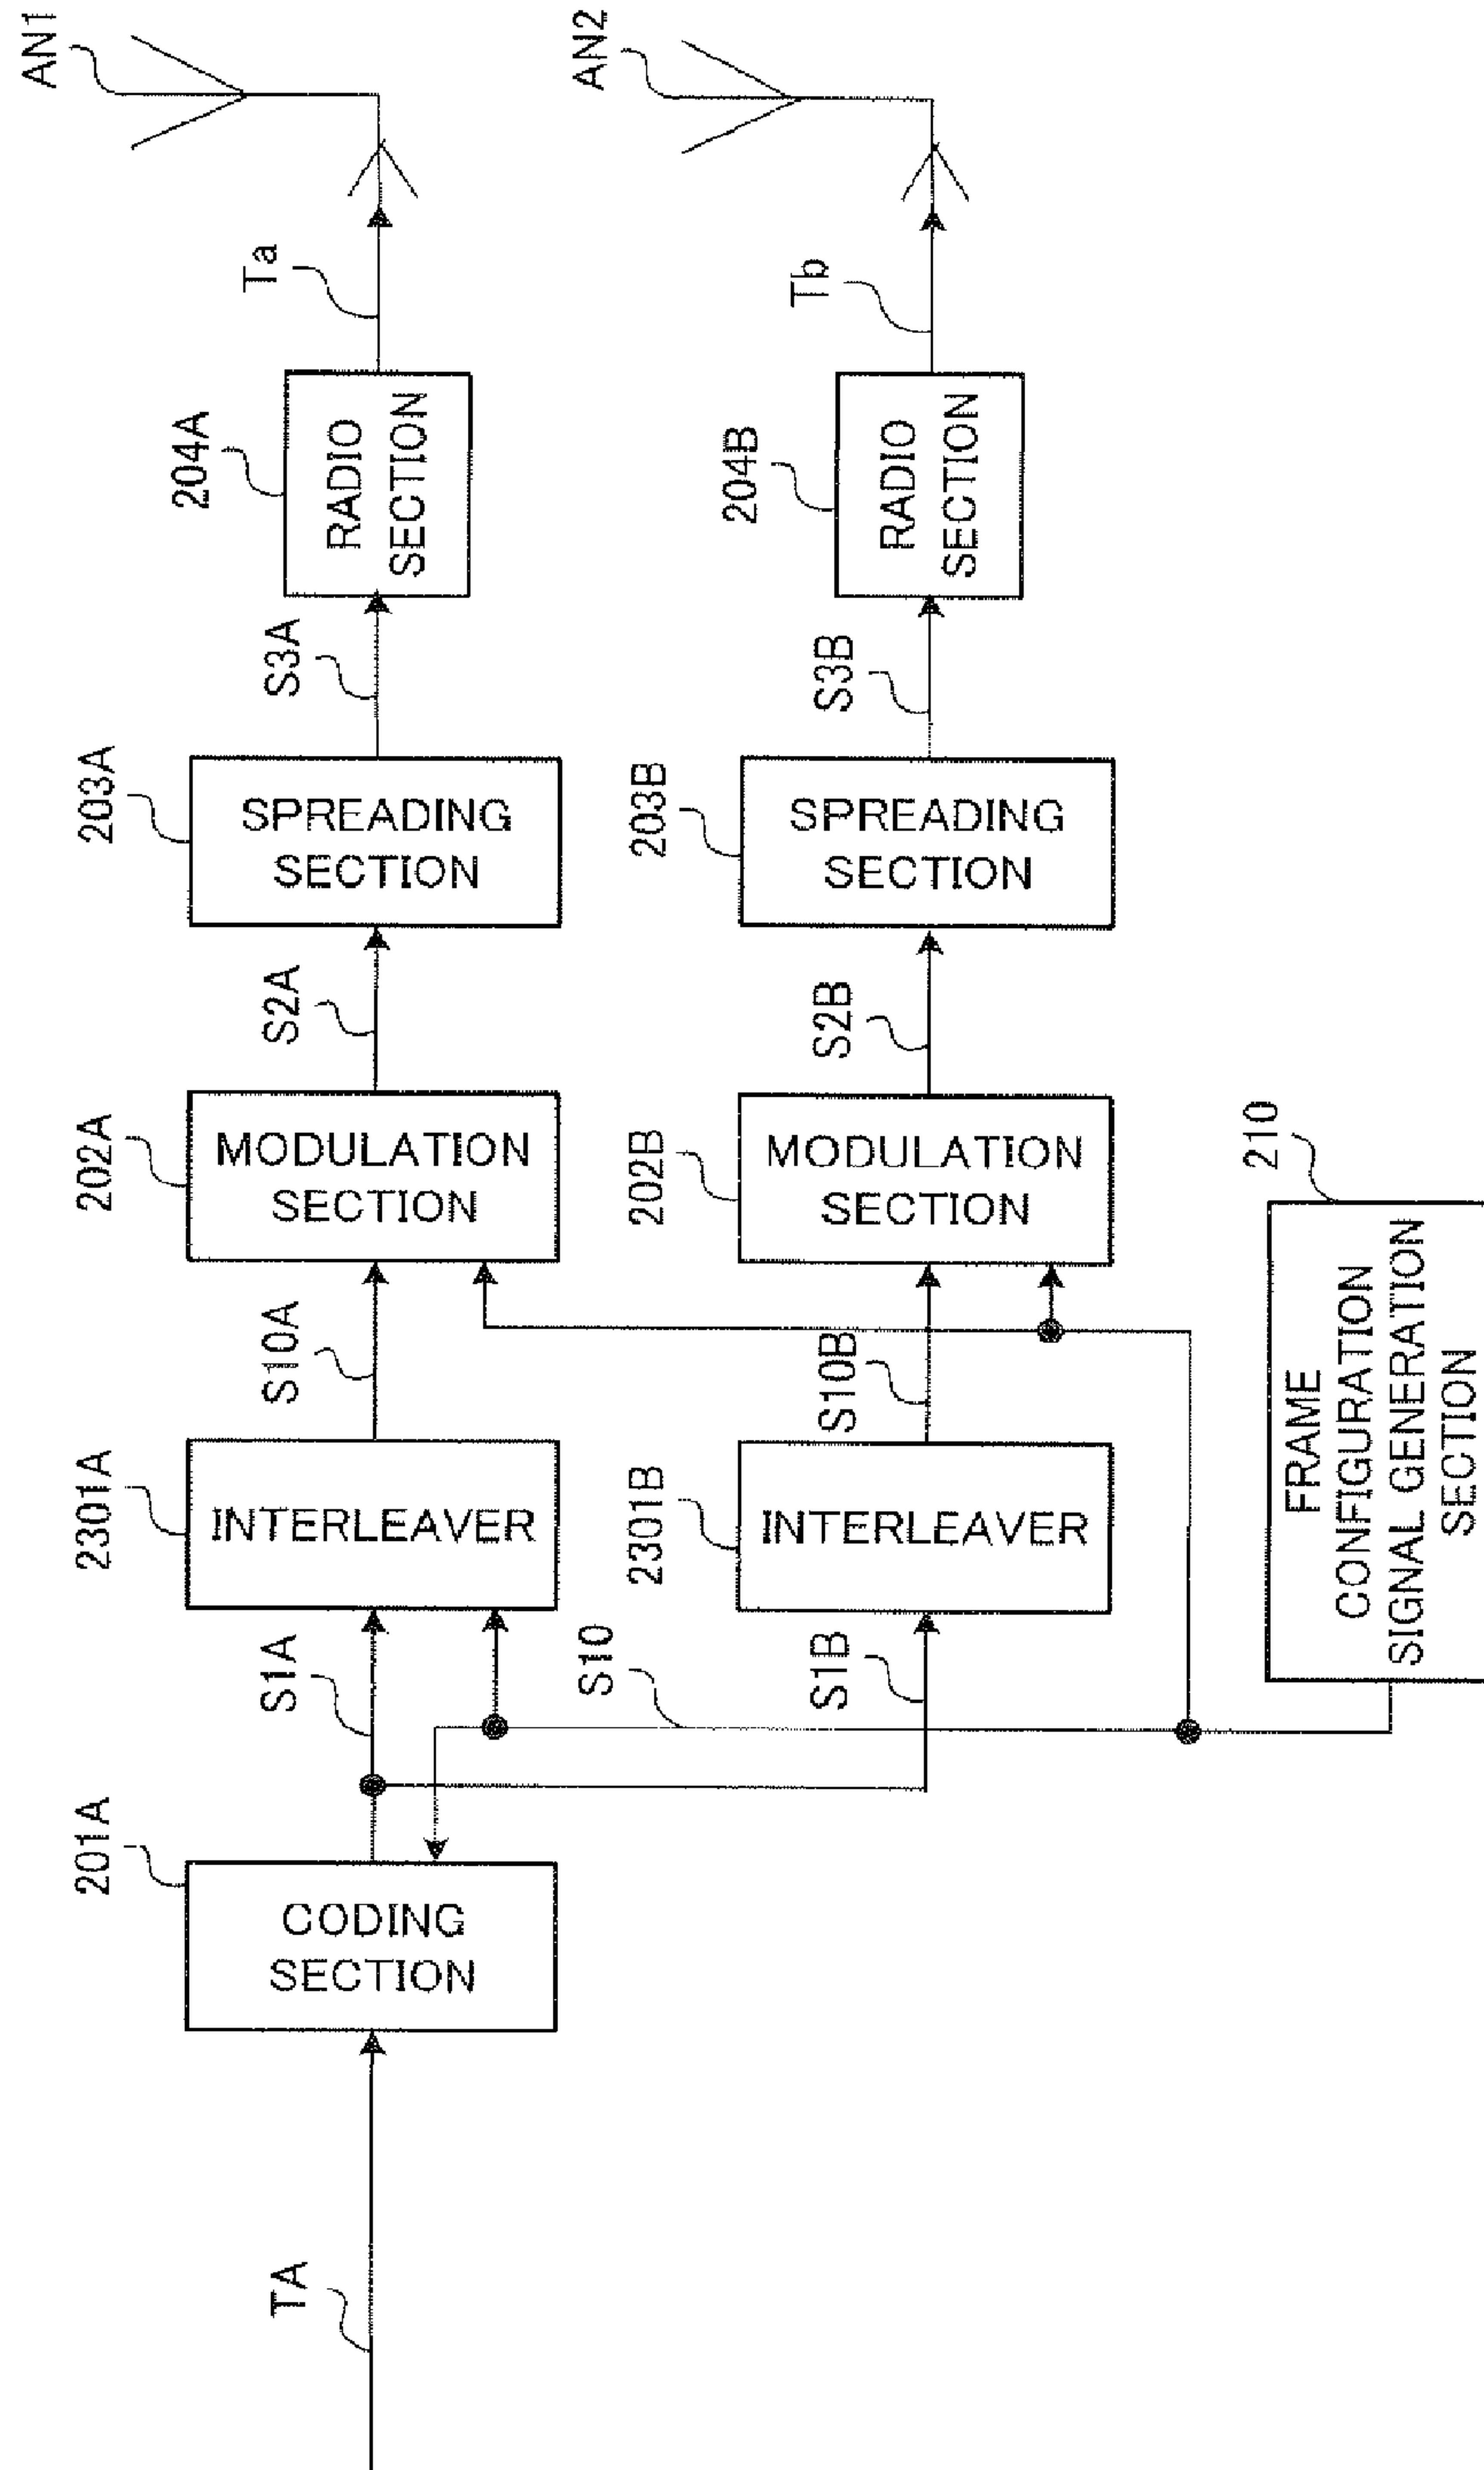 TA
201A
CODING
SECTION
S1A
2301A
INTERLEAVER
S10A
202A
MODULATION
SECTION
S2A
203A
SPREADING
SECTION
S3A
204A
RADIO
SECTION
Ta
AN1
S10
S1B
2301B
INTERLEAVER
S10B
202B
MODULATION
SECTION
S2B
203B
SPREADING
SECTION
S3B
204B
RADIO
SECTION
Tb
AN2
210
FRAME
CONFIGURATION
SIGNAL GENERATION
SECTION